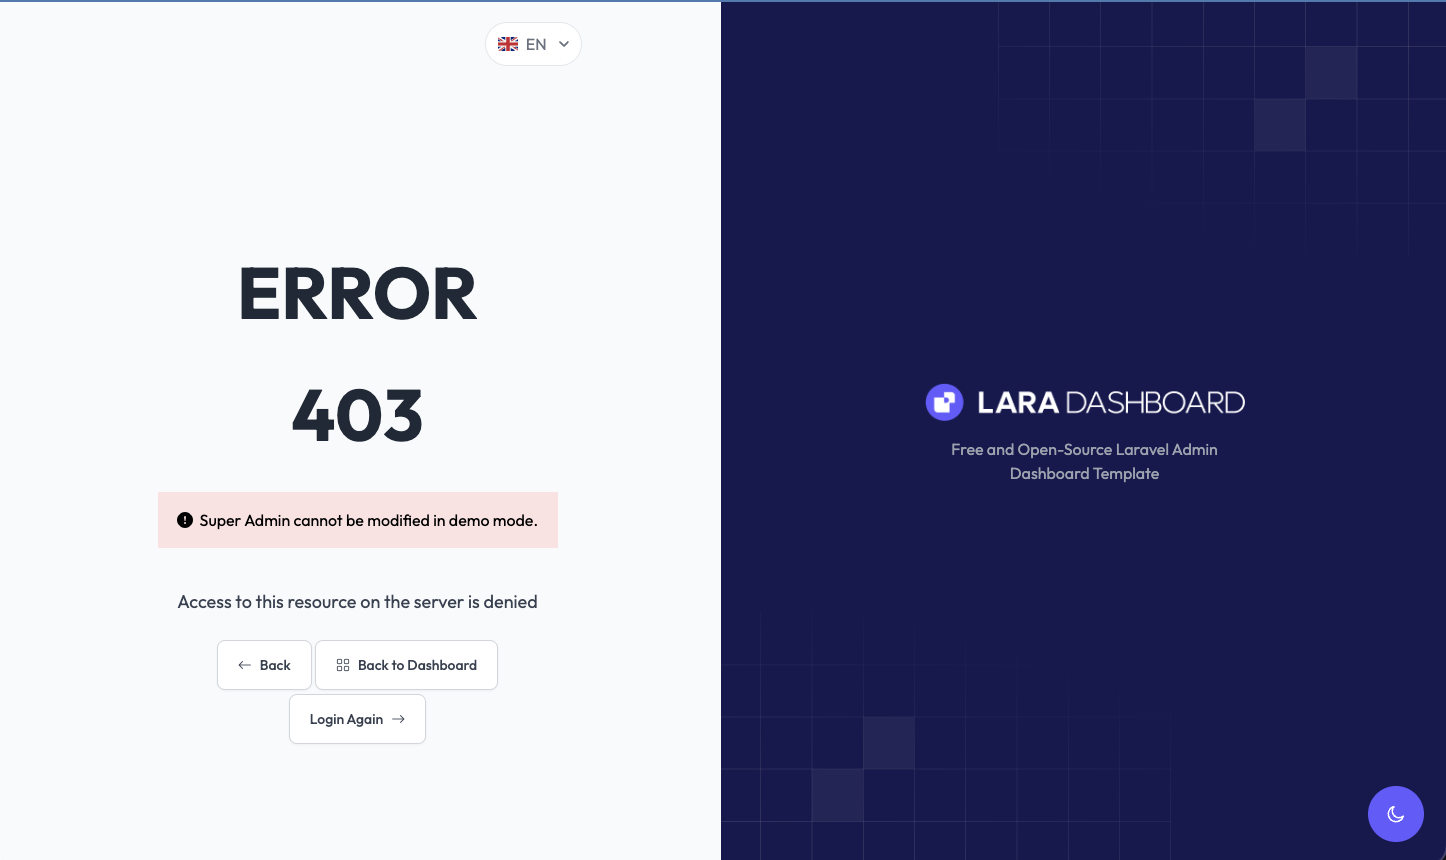 EN
ERROR
403
Super Admin cannot be modified in demo mode.
Access to this resource on the server is denied
Back
Back to Dashboard
Login Again
LARA DASHBOARD
Free and Open-Source Laravel Admin
Dashboard Template